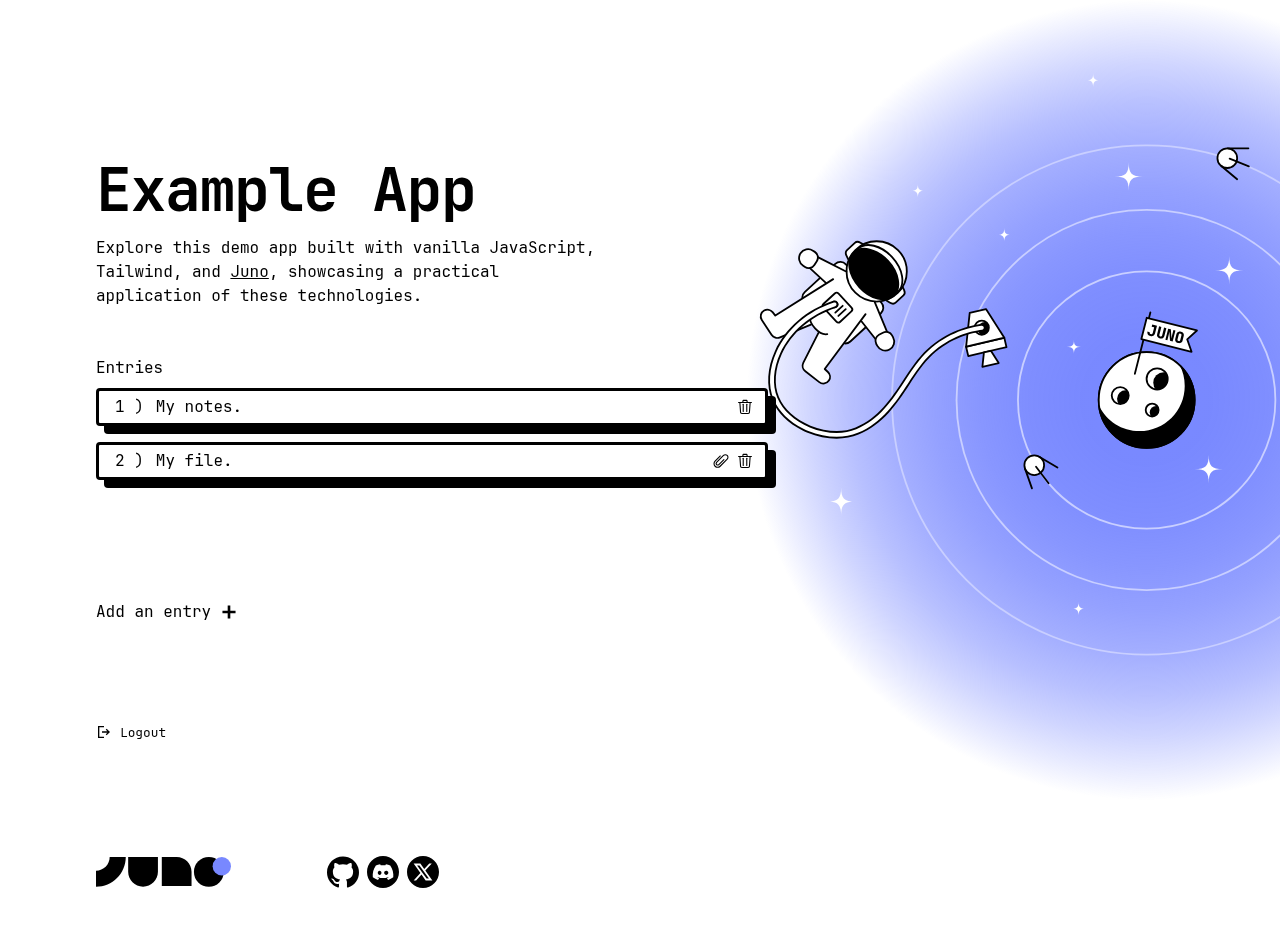 Example App
Explore this demo app built with vanilla JavaScript,
Tailwind, and Juno, showcasing a practical
application of these technologies.
JUNO
Entries
1 ) My notes.
2 ) My file.
Add an entry
Logout
JUNO